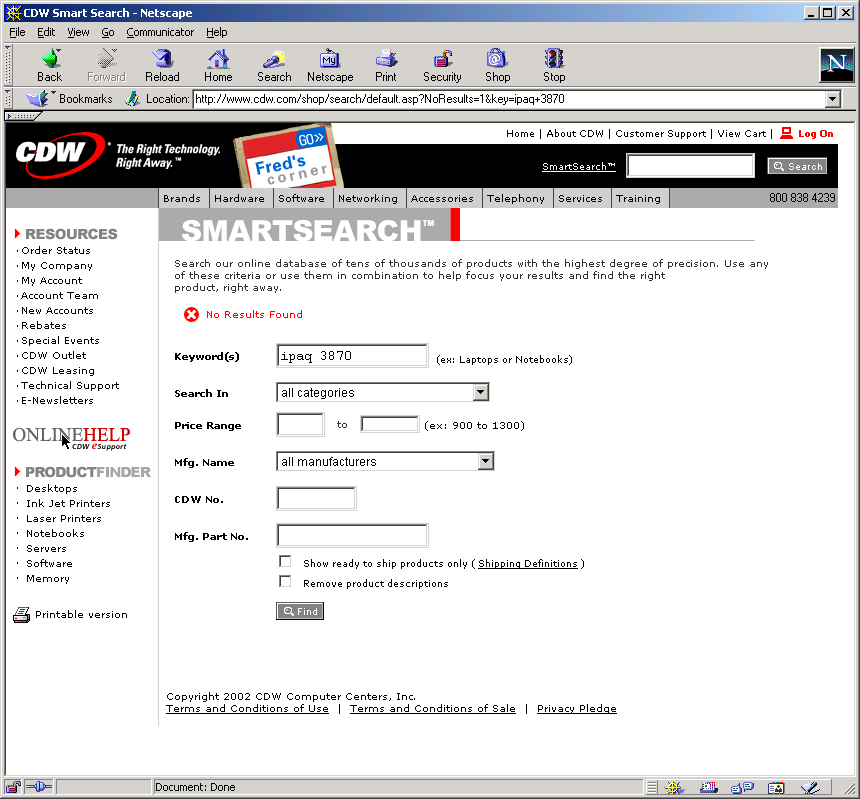 CDW Smart Search - Netscape
File Edit View Go Communicator Help
Back Forward Reload Home Search Netscape Print Security Shop Stop
My
N
Bookmarks Location: http://www.cdw.com/shop/search/default.asp?NoResults=1&key=ipaq+3870
Home | About CDW | Customer Support | View Cart | Log On
CDW The Right Technology.
Right Away.™
GO»
Fred's
corner
SmartSearch™ Search
Brands Hardware Software Networking Accessories Telephony Services Training 800 838 4239
RESOURCES
·Order Status
·My Company
·My Account
·Account Team
·New Accounts
·Rebates
·Special Events
·CDW Outlet
·CDW Leasing
·Technical Support
·E-Newsletters
ONLINEHELP
CDW eSupport
PRODUCTFINDER
· Desktops
· Ink Jet Printers
· Laser Printers
· Notebooks
· Servers
· Software
· Memory
Printable version
SMARTSEARCH™
Search our online database of tens of thousands of products with the highest degree of precision. Use any
of these criteria or use them in combination to help focus your results and find the right
product, right away.
No Results Found
Keyword(s) ipaq 3870 (ex: Laptops or Notebooks)
Search In all categories
Price Range to (ex: 900 to 1300)
Mfg. Name all manufacturers
CDW No.
Mfg. Part No.
Show ready to ship products only ( Shipping Definitions )
Remove product descriptions
Find
Copyright 2002 CDW Computer Centers, Inc.
Terms and Conditions of Use | Terms and Conditions of Sale | Privacy Pledge
Document: Done